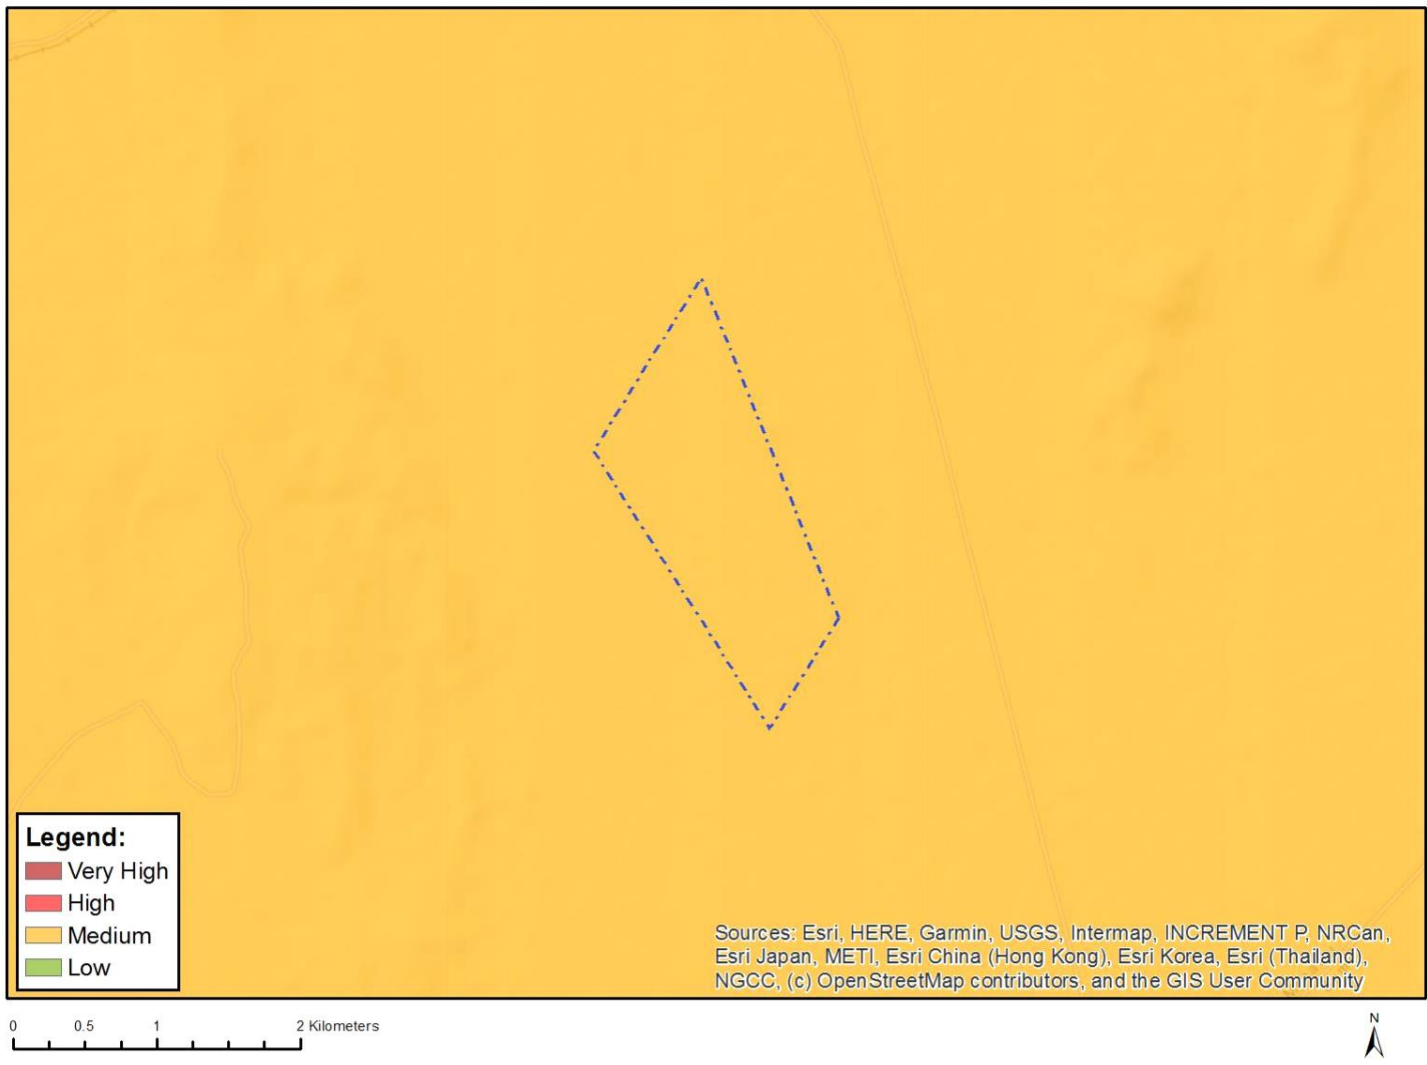 Legend:
Very High
High
Medium
Low
Sources: Esri, HERE, Garmin, USGS, Intermap, INCREMENT P, NRCan,
Esri Japan, METI, Esri China (Hong Kong), Esri Korea, Esri (Thailand),
NGCC, (c) OpenStreetMap contributors, and the GIS User Community
0 0.5 1 2 Kilometers
N